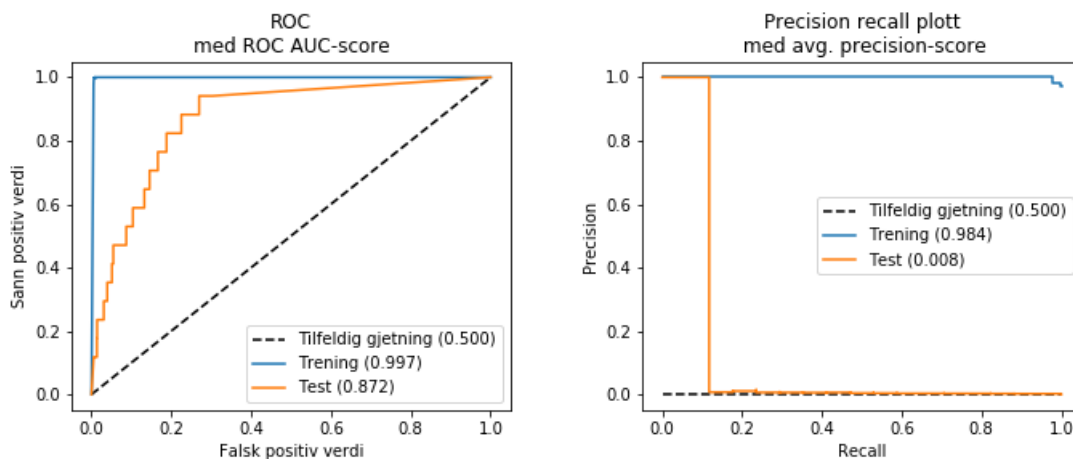 ROC
med ROC AUC-score
1.0
0.8
0.6
0.4
0.2
0.0
Sann positiv verdi
Tilfeldig gjetning (0.500)
Trening (0.997)
Test (0.872)
0.0 0.2 0.4 0.6 0.8 1.0
Falsk positiv verdi
Precision recall plott
med avg. precision-score
1.0
0.8
0.6
0.4
0.2
0.0
Precision
Tilfeldig gjetning (0.500)
Trening (0.984)
Test (0.008)
0.0 0.2 0.4 0.6 0.8 1.0
Recall